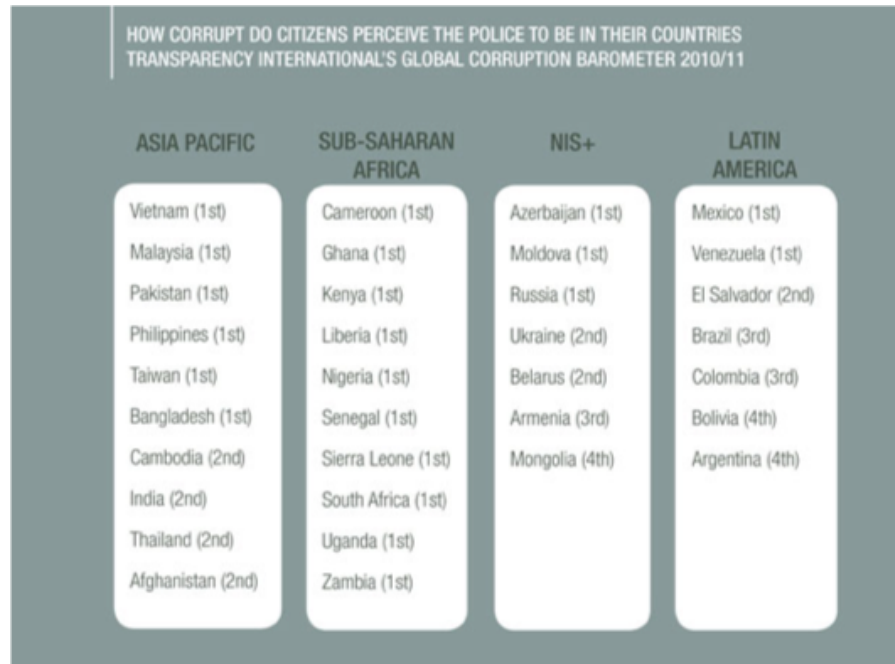 HOW CORRUPT DO CITIZENS PERCEIVE THE POLICE TO BE IN THEIR COUNTRIES
TRANSPARENCY INTERNATIONAL'S GLOBAL CORRUPTION BAROMETER 2010/11
ASIA PACIFIC
Vietnam (1st)
Malaysia (1st)
Pakistan (1st)
Philippines (1st)
Taiwan (1st)
Bangladesh (1st)
Cambodia (2nd)
India (2nd)
Thailand (2nd)
Afghanistan (2nd)
SUB-SAHARAN
AFRICA
Cameroon (1st)
Ghana (1st)
Kenya (1st)
Liberia (1st)
Nigeria (1st)
Senegal (1st)
Sierra Leone (1st)
South Africa (1st)
Uganda (1st)
Zambia (1st)
NIS+
Azerbaijan (1st)
Moldova (1st)
Russia (1st)
Ukraine (2nd)
Belarus (2nd)
Armenia (3rd)
Mongolia (4th)
LATIN
AMERICA
Mexico (1st)
Venezuela (1st)
El Salvador (2nd)
Brazil (3rd)
Colombia (3rd)
Bolivia (4th)
Argentina (4th)